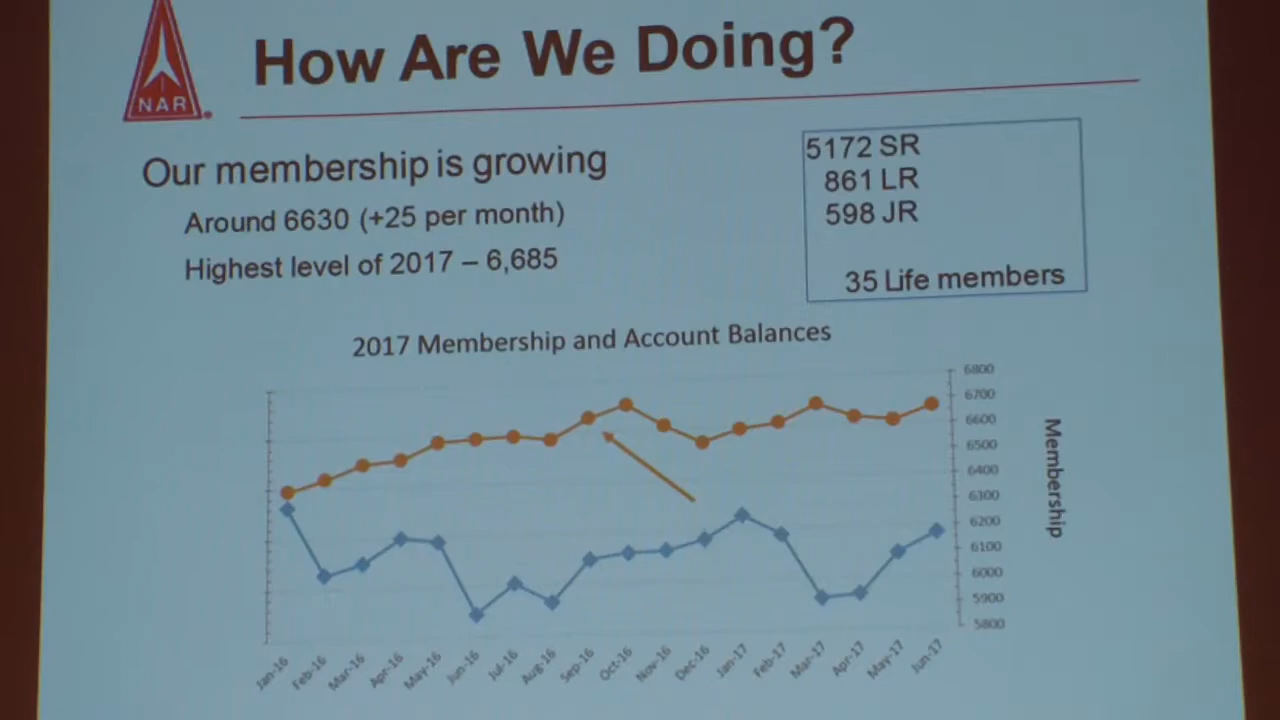 NAR
How Are We Doing?
Our membership is growing
Around 6630 (+25 per month)
Highest level of 2017 – 6,685
5172 SR
861 LR
598 JR
35 Life members
2017 Membership and Account Balances
6800
6700
6600
6500
6400
6300
6200
6100
6000
5900
5800
Membership
Jan-16
Feb-16
Mar-16
Apr-16
May-16
Jun-16
Jul-16
Aug-16
Sep-16
Oct-16
Nov-16
Dec-16
Jan-17
Feb-17
Mar-17
Apr-17
May-17
Jun-17